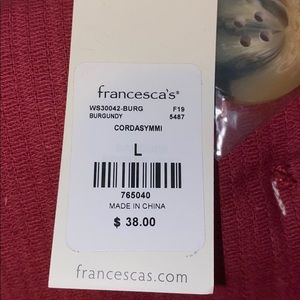 francesca's®
WS30042-BURG F19
BURGUNDY 5487
CORDASYMMI
L
765040
MADE IN CHINA
$ 38.00
francescas.com